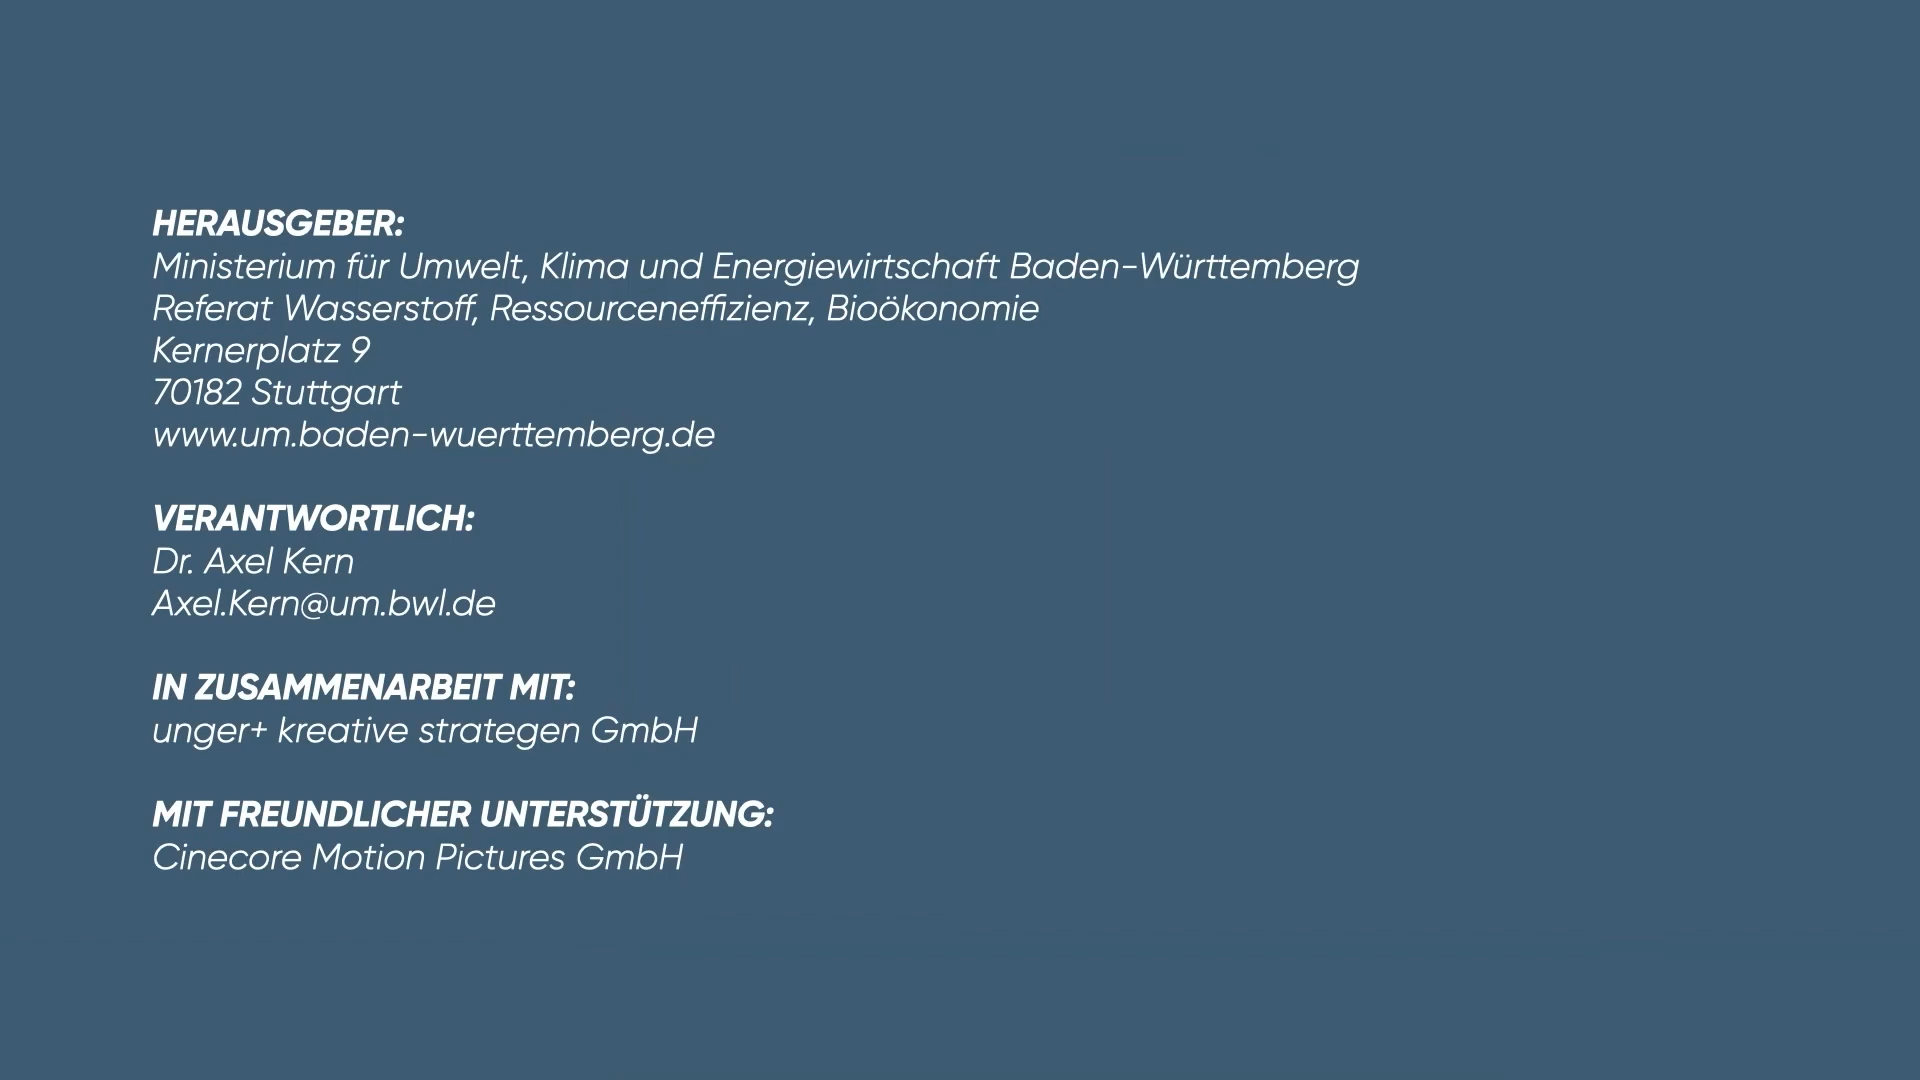 HERAUSGEBER:
Ministerium für Umwelt, Klima und Energiewirtschaft Baden-Württemberg
Referat Wasserstoff, Ressourceneffizienz, Bioökonomie
Kernerplatz 9
70182 Stuttgart
www.um.baden-wuerttemberg.de
VERANTWORTLICH:
Dr. Axel Kern
Axel.Kern@um.bwl.de
IN ZUSAMMENARBEIT MIT:
unger+ kreative strategen GmbH
MIT FREUNDLICHER UNTERSTÜTZUNG:
Cinecore Motion Pictures GmbH